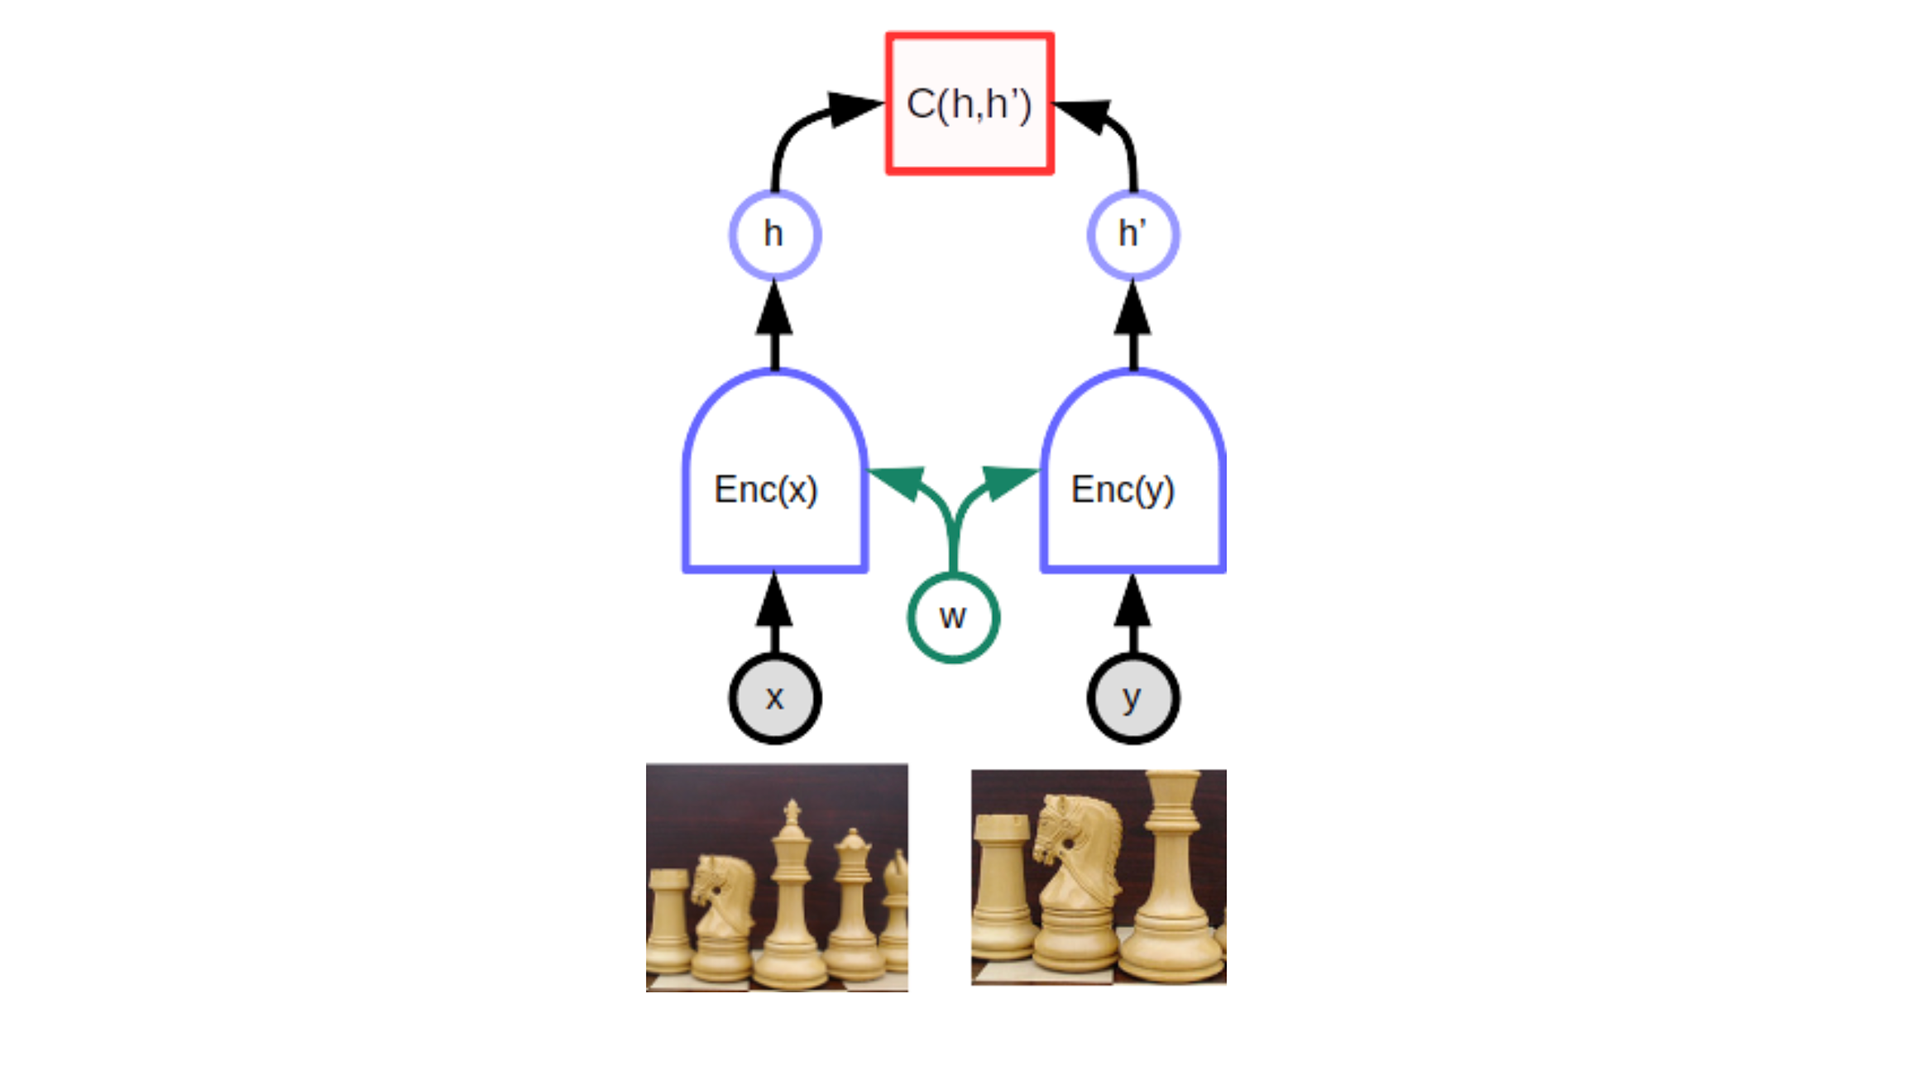 C(h,h’)
h
h’
Enc(x)
Enc(y)
w
x
y